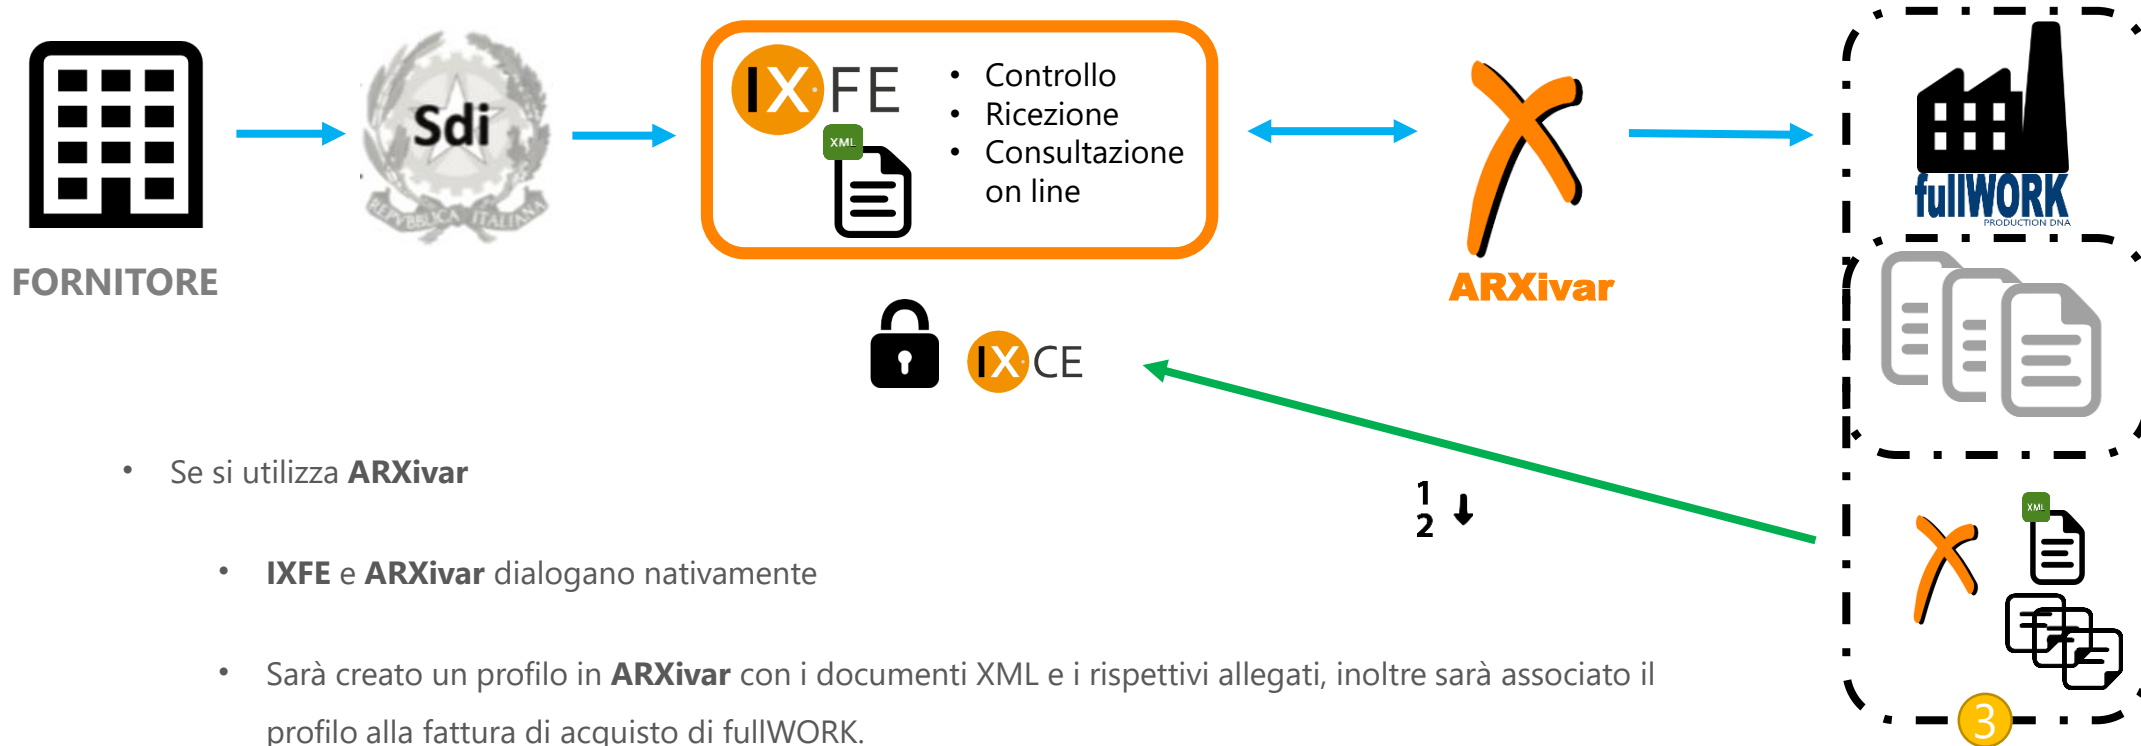 FORNITORE
Sdi
REPVBBLICA ITALIANA
IX·FE
XML
• Controllo
• Ricezione
• Consultazione
on line
ARXivar
fullWORK
PRODUCTION DNA
IX·CE
• Se si utilizza ARXivar
1
2
XML
• IXFE e ARXivar dialogano nativamente
• Sarà creato un profilo in ARXivar con i documenti XML e i rispettivi allegati, inoltre sarà associato il
profilo alla fattura di acquisto di fullWORK.
3